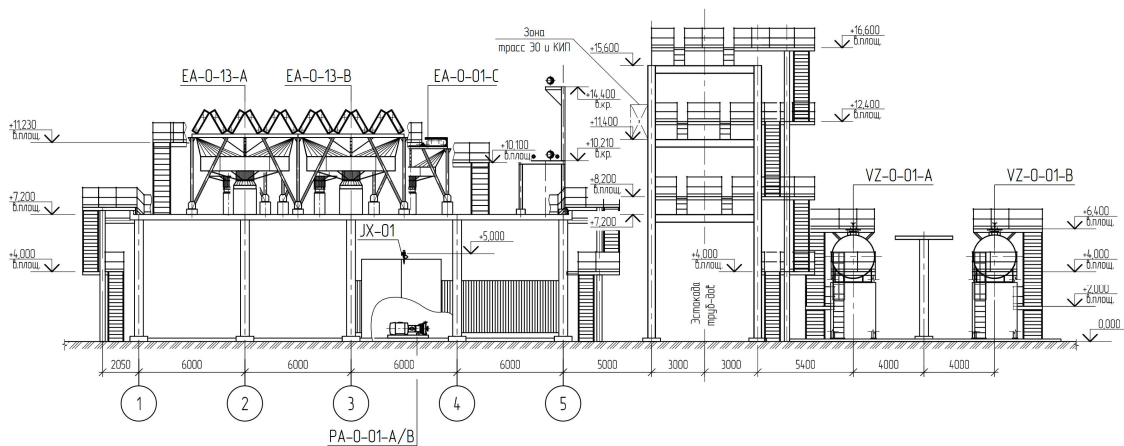 Зона
трасс ЭО и КИП
+16,600
в.площ.
+15,600
EA-0-13-A
EA-0-13-B
EA-0-01-C
+14,400
в.кр.
+12,400
в.площ.
+11,400
+11,230
в.площ.
+10,210
в.кр.
+10,100
в.площ.
+8,200
в.площ.
VZ-0-01-A
VZ-0-01-B
+7,200
в.площ.
+7,200
+6,400
в.площ.
JX-01
+5,000
+4,000
в.площ.
+4,000
в.площ.
+4,000
в.площ.
+2,000
в.площ.
Эстакада
труб-дов
0,000
2050
6000
6000
6000
6000
5000
3000
3000
5400
4000
4000
1
2
3
4
5
PA-0-01-A/B